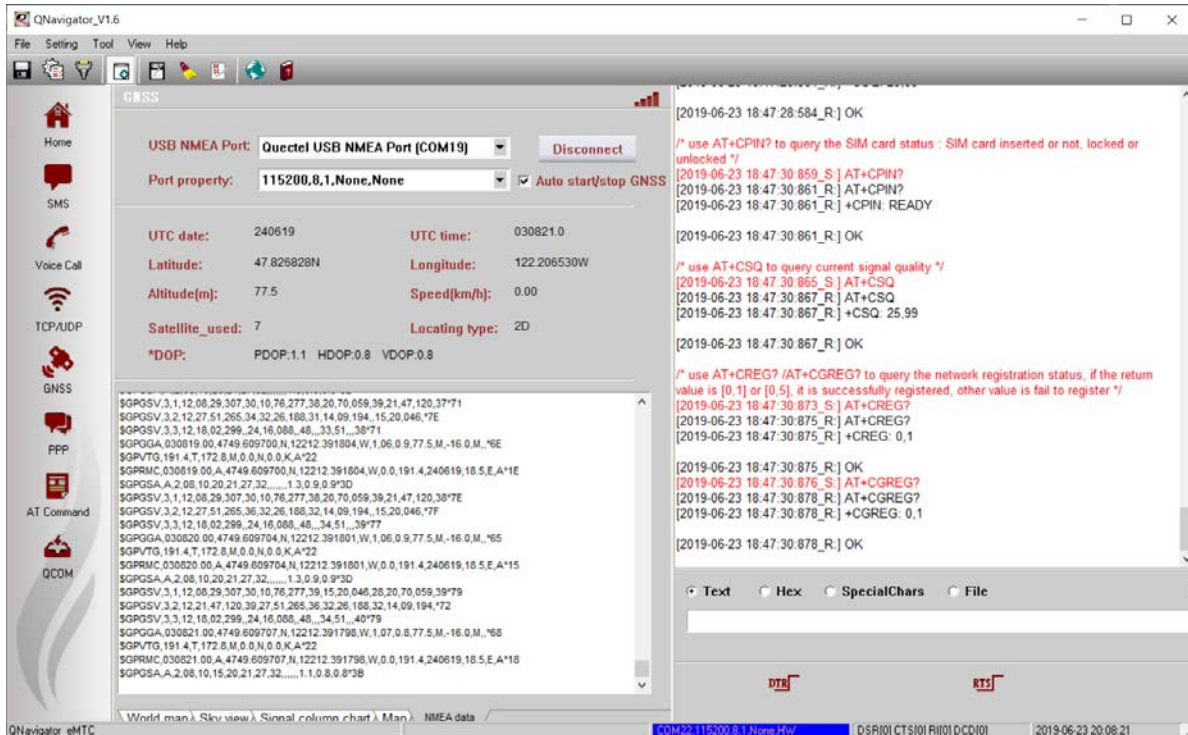 QNavigator_V1.6
File Setting Tool View Help
Home
SMS
Voice Call
TCP/UDP
GNSS
PPP
AT Command
QCOM
GNSS
USB NMEA Port: Quectel USB NMEA Port (COM19) Disconnect
Port property: 115200,8,1,None,None Auto start/stop GNSS
UTC date: 240619 UTC time: 030821.0
Latitude: 47.826828N Longitude: 122.206530W
Altitude(m): 77.5 Speed(km/h): 0.00
Satellite_used: 7 Locating type: 2D
*DOP: PDOP:1.1 HDOP:0.8 VDOP:0.8
$GPGSV,3,1,12,08,29,307,30,10,76,277,38,20,70,059,39,21,47,120,37*71
$GPGSV,3,2,12,27,51,265,34,32,26,188,31,14,09,194,,15,20,046,*7E
$GPGSV,3,3,12,18,02,299,,24,16,088,,48,,,33,51,,,38*71
$GPGGA,030819.00,4749.609700,N,12212.391804,W,1,06,0.9,77.5,M,-16.0,M,,*6E
$GPVTG,191.4,T,172.8,M,0.0,N,0.0,K,A*22
$GPRMC,030819.00,A,4749.609700,N,12212.391804,W,0.0,191.4,240619,18.5,E,A*1E
$GPGSA,A,2,08,10,20,21,27,32,,,,,,,1.3,0.9,0.9*3D
$GPGSV,3,1,12,08,29,307,30,10,76,277,38,20,70,059,39,21,47,120,38*7E
$GPGSV,3,2,12,27,51,265,36,32,26,188,32,14,09,194,,15,20,046,*7F
$GPGSV,3,3,12,18,02,299,,24,16,088,,48,,,34,51,,,39*77
$GPGGA,030820.00,4749.609704,N,12212.391801,W,1,06,0.9,77.5,M,-16.0,M,,*65
$GPVTG,191.4,T,172.8,M,0.0,N,0.0,K,A*22
$GPRMC,030820.00,A,4749.609704,N,12212.391801,W,0.0,191.4,240619,18.5,E,A*15
$GPGSA,A,2,08,10,20,21,27,32,,,,,,,1.3,0.9,0.9*3D
$GPGSV,3,1,12,08,29,307,30,10,76,277,39,15,20,046,28,20,70,059,39*79
$GPGSV,3,2,12,21,47,120,39,27,51,265,36,32,26,188,32,14,09,194,*72
$GPGSV,3,3,12,18,02,299,,24,16,088,,48,,,34,51,,,40*79
$GPGGA,030821.00,4749.609707,N,12212.391798,W,1,07,0.8,77.5,M,-16.0,M,,*68
$GPVTG,191.4,T,172.8,M,0.0,N,0.0,K,A*22
$GPRMC,030821.00,A,4749.609707,N,12212.391798,W,0.0,191.4,240619,18.5,E,A*18
$GPGSA,A,2,08,10,15,20,21,27,32,,,,,,1.1,0.8,0.8*3B
World map Sky view Signal column chart Map NMEA data
[2019-06-23 18:47:28:584_R:] OK
/* use AT+CPIN? to query the SIM card status : SIM card inserted or not, locked or
unlocked */
[2019-06-23 18:47:30:859_S:] AT+CPIN?
[2019-06-23 18:47:30:861_R:] AT+CPIN?
[2019-06-23 18:47:30:861_R:] +CPIN: READY
[2019-06-23 18:47:30:861_R:] OK
/* use AT+CSQ to query current signal quality */
[2019-06-23 18:47:30:865_S:] AT+CSQ
[2019-06-23 18:47:30:867_R:] AT+CSQ
[2019-06-23 18:47:30:867_R:] +CSQ: 25,99
[2019-06-23 18:47:30:867_R:] OK
/* use AT+CREG? /AT+CGREG? to query the network registration status, if the return
value is [0,1] or [0,5], it is successfully registered, other value is fail to register */
[2019-06-23 18:47:30:873_S:] AT+CREG?
[2019-06-23 18:47:30:875_R:] AT+CREG?
[2019-06-23 18:47:30:875_R:] +CREG: 0,1
[2019-06-23 18:47:30:875_R:] OK
[2019-06-23 18:47:30:876_S:] AT+CGREG?
[2019-06-23 18:47:30:878_R:] AT+CGREG?
[2019-06-23 18:47:30:878_R:] +CGREG: 0,1
[2019-06-23 18:47:30:878_R:] OK
Text Hex SpecialChars File
DTR RTS
QNavigator eMTC COM22,115200,8,1,None,HW/ DSR[0] CTS[0] RI[0] DCD[0] 2019-06-23 20:08:21